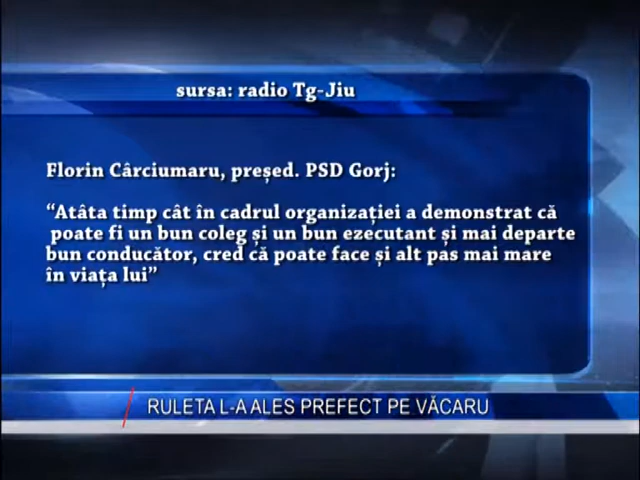 sursa: radio Tg-Jiu
Florin Cârciumaru, președ. PSD Gorj:
“Atâta timp cât în cadrul organizației a demonstrat că
poate fi un bun coleg și un bun ezecutant și mai departe
bun conducător, cred că poate face și alt pas mai mare
în viața lui”
RULETA L-A ALES PREFECT PE VĂCARU